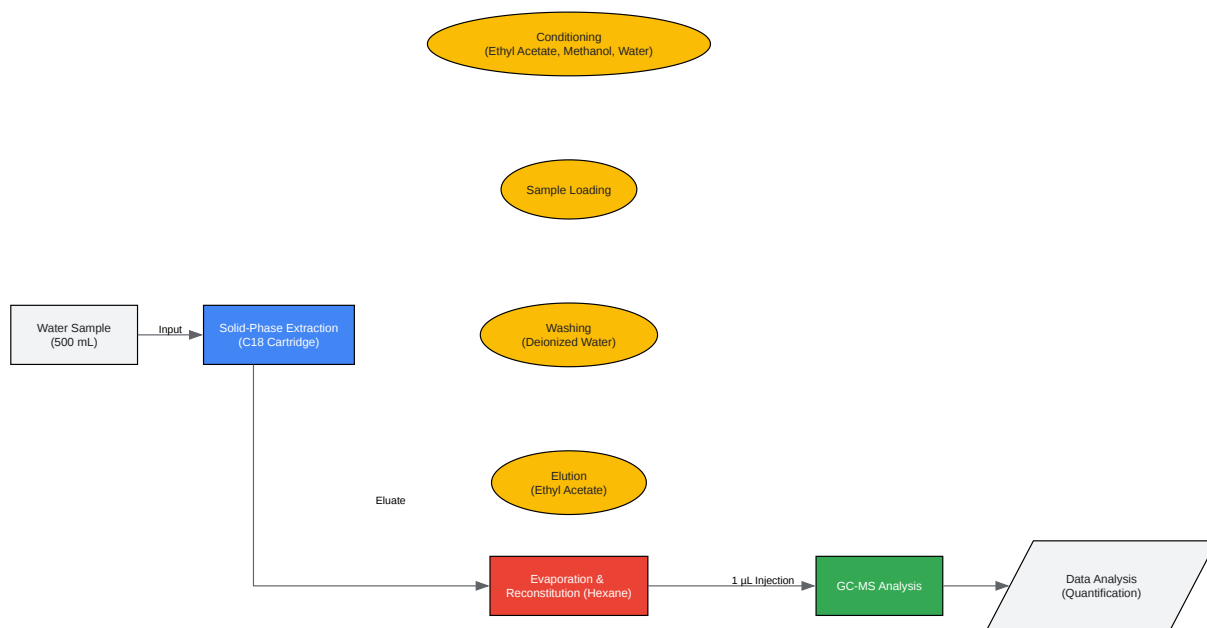 Conditioning
(Ethyl Acetate, Methanol, Water)
Sample Loading
Water Sample
(500 mL)
Input
Solid-Phase Extraction
(C18 Cartridge)
Washing
(Deionized Water)
Elution
(Ethyl Acetate)
Eluate
Evaporation &
Reconstitution (Hexane)
1 µL Injection
GC-MS Analysis
Data Analysis
(Quantification)